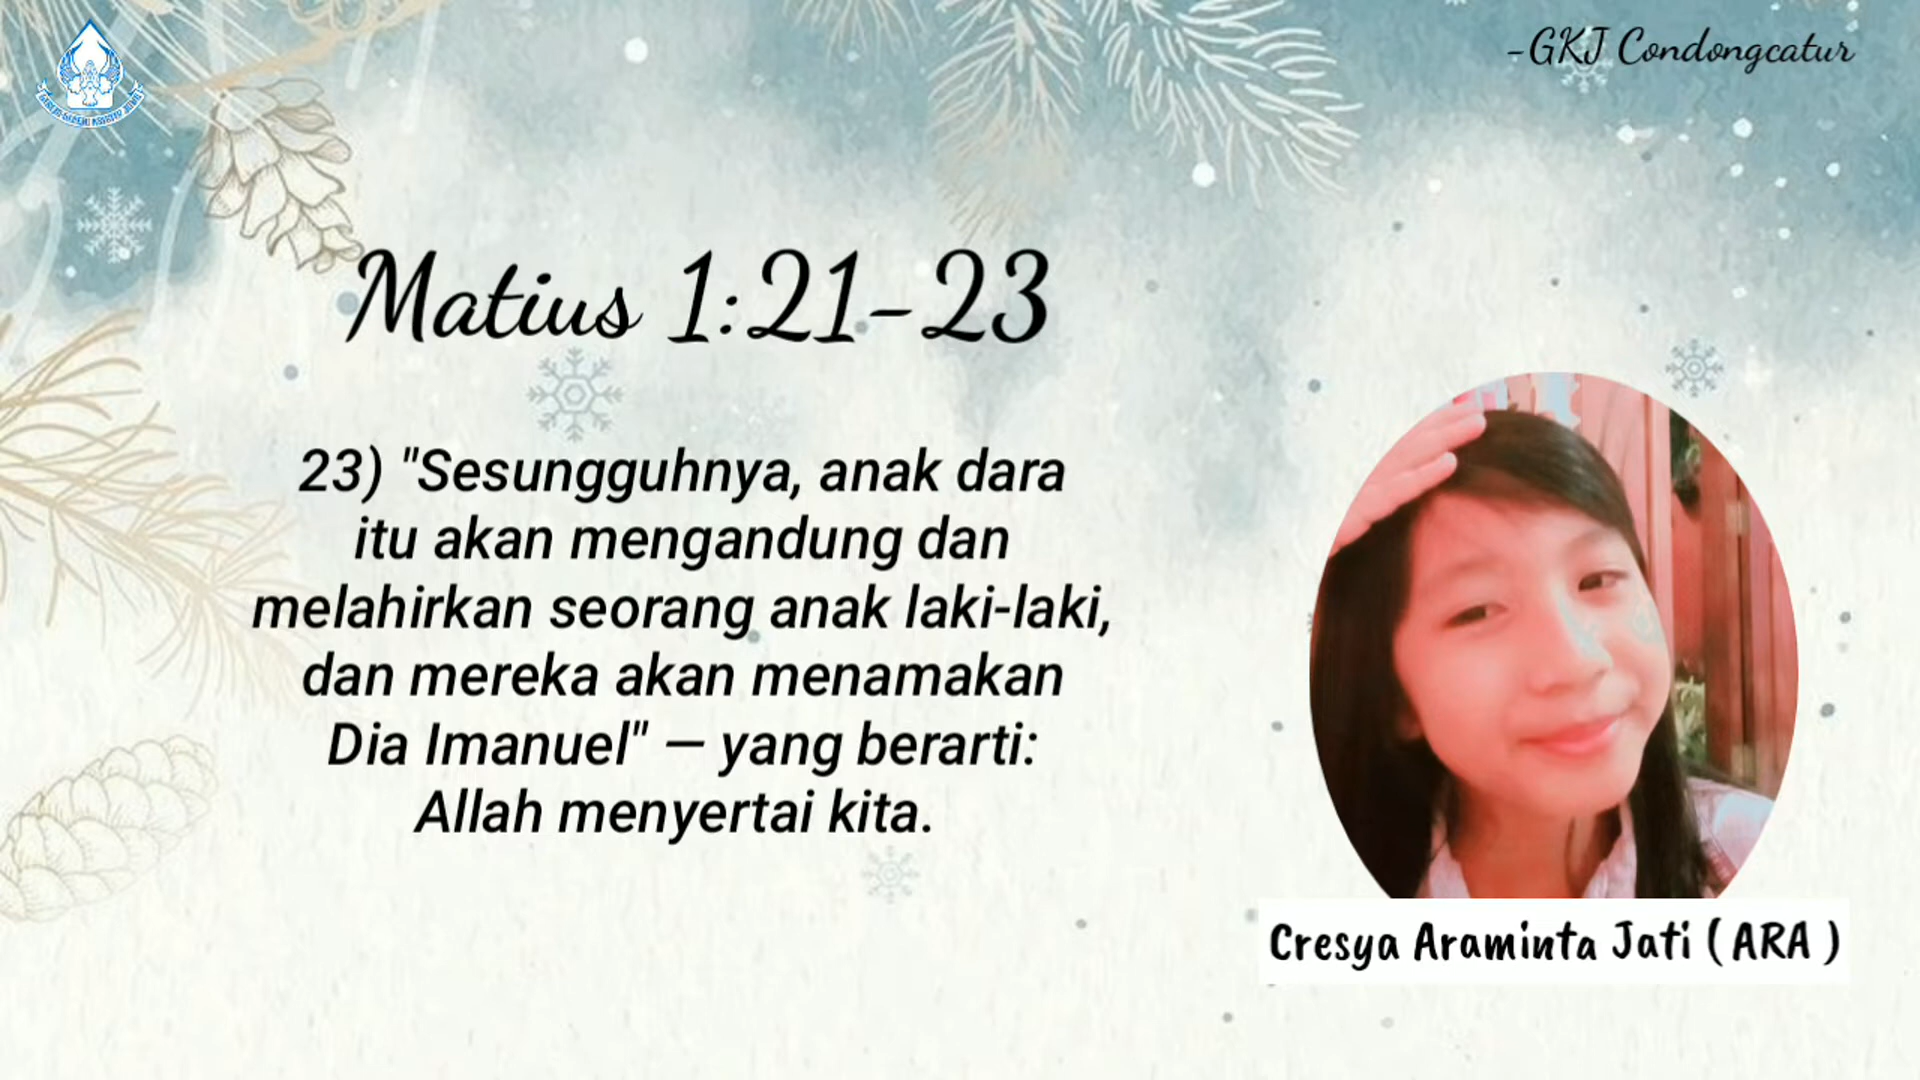 -GKJ Condongcatur
Matius 1:21-23
23) "Sesungguhnya, anak dara
itu akan mengandung dan
melahirkan seorang anak laki-laki,
dan mereka akan menamakan
Dia Imanuel" — yang berarti:
Allah menyertai kita.
Cresya Araminta Jati ( ARA )